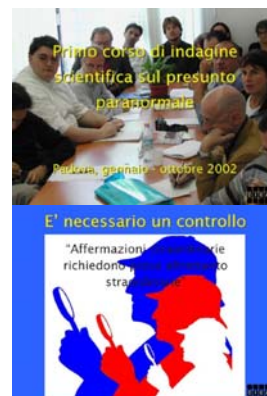 Primo corso di indagine
scientifica sul presunto
paranormale
Padova, gennaio - ottobre 2002
E' necessario un controllo
"Affermazioni
richiedono